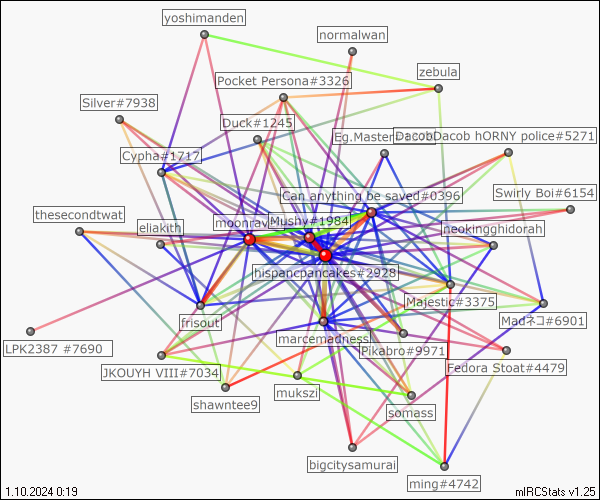 yoshimanden
normalwan
zebula
Pocket Persona#3326
Silver#7938
Duck#1245
Eg.Master
DacobDacob hORNY police#5271
Cypha#1717
Can anything be saved#0396
Swirly Boi#6154
thesecondtwat
eliakith
moonrav
Mushy#1984
neokingghidorah
hispancpancakes#2928
Majestic#3375
frisout
Madネコ#6901
marcemadness
LPK2387 #7690
Pikabro#9971
JKOUYH VIII#7034
Fedora Stoat#4479
mukszi
shawntee9
somass
bigcitysamurai
ming#4742
1.10.2024 0:19
mIRCStats v1.25